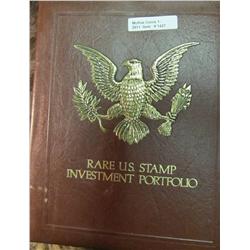 RARE U.S. STAMP
INVESTMENT PORTFOLIO